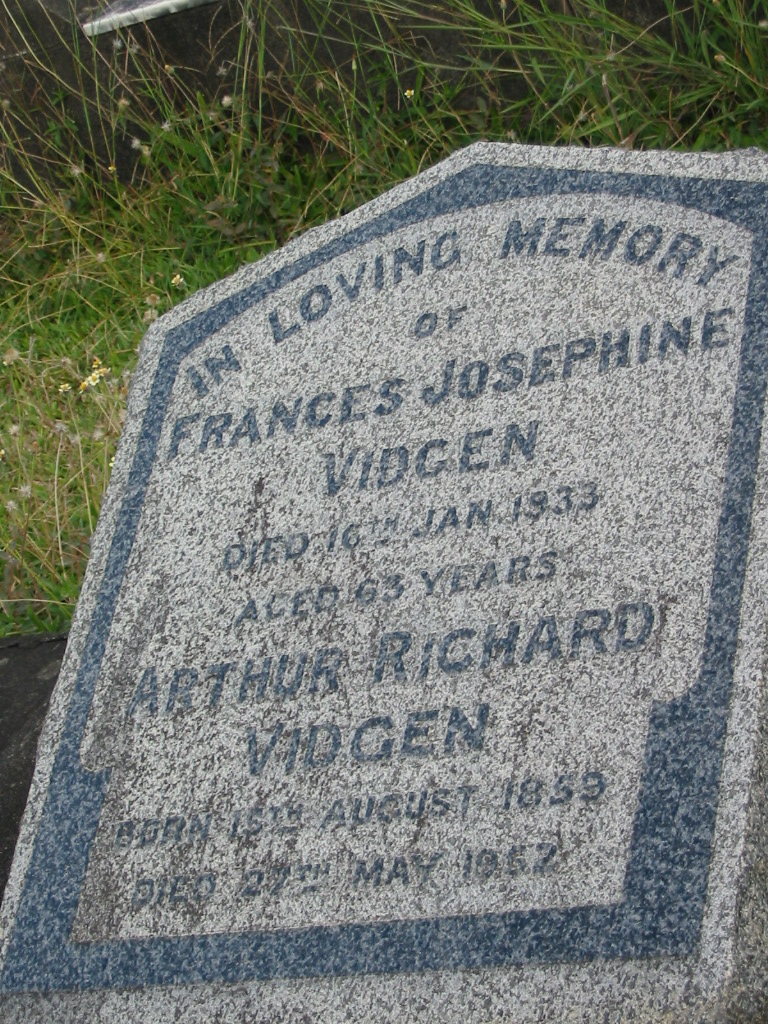 IN LOVING MEMORY
OF
FRANCES JOSEPHINE
VIDGEN
DIED 16TH JAN 1933
AGED 63 YEARS
ARTHUR RICHARD
VIDGEN
BORN 15TH AUGUST 1859
DIED 27TH MAY 1952